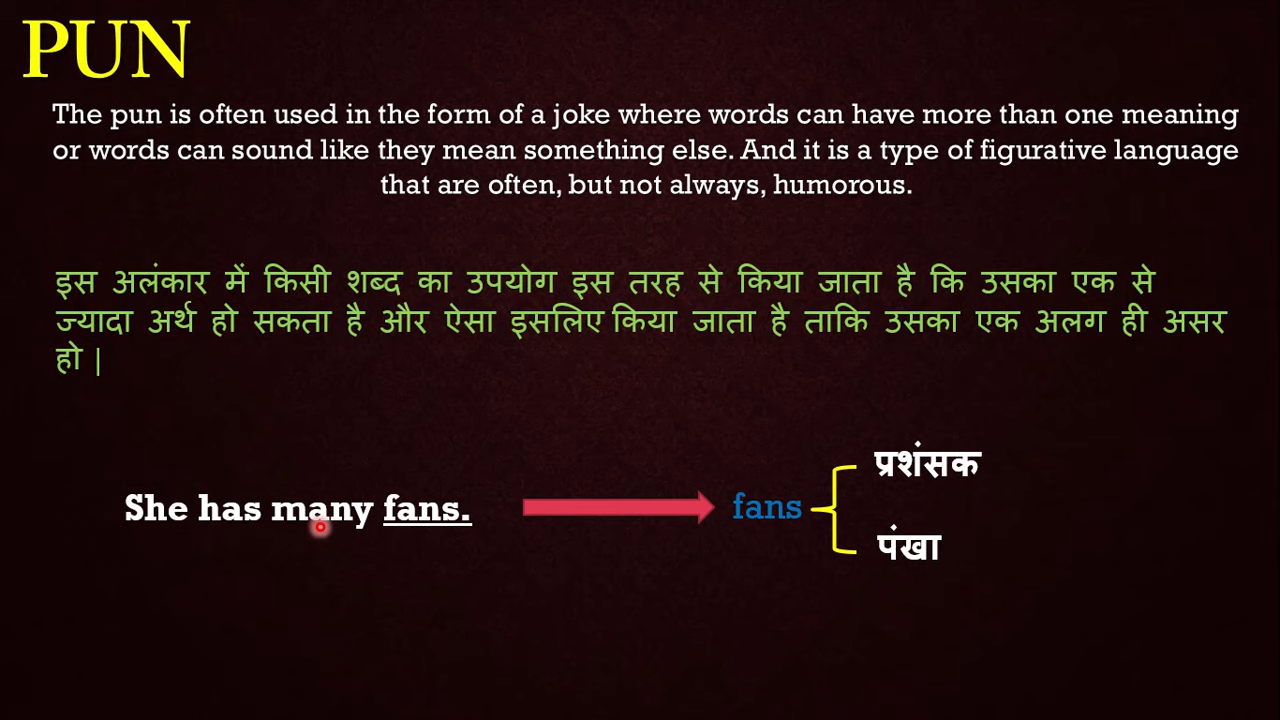 PUN
The pun is often used in the form of a joke where words can have more than one meaning
or words can sound like they mean something else. And it is a type of figurative language
that are often, but not always, humorous.
इस अलंकार में किसी शब्द का उपयोग इस तरह से किया जाता है कि उसका एक से
ज्यादा अर्थ हो सकता है और ऐसा इसलिए किया जाता है ताकि उसका एक अलग ही असर
हो |
प्रशंसक
She has many fans. fans
पंखा